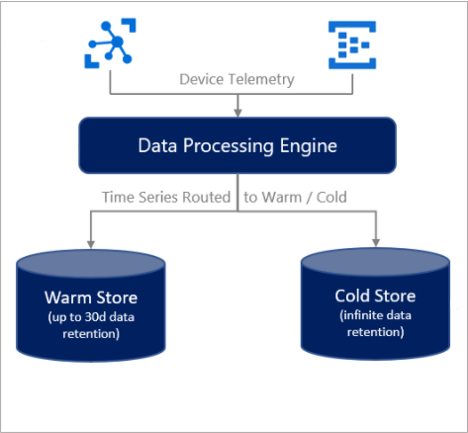 Device Telemetry
Data Processing Engine
Time Series Routed to Warm / Cold
Warm Store
(up to 30d data
retention)
Cold Store
(infinite data
retention)